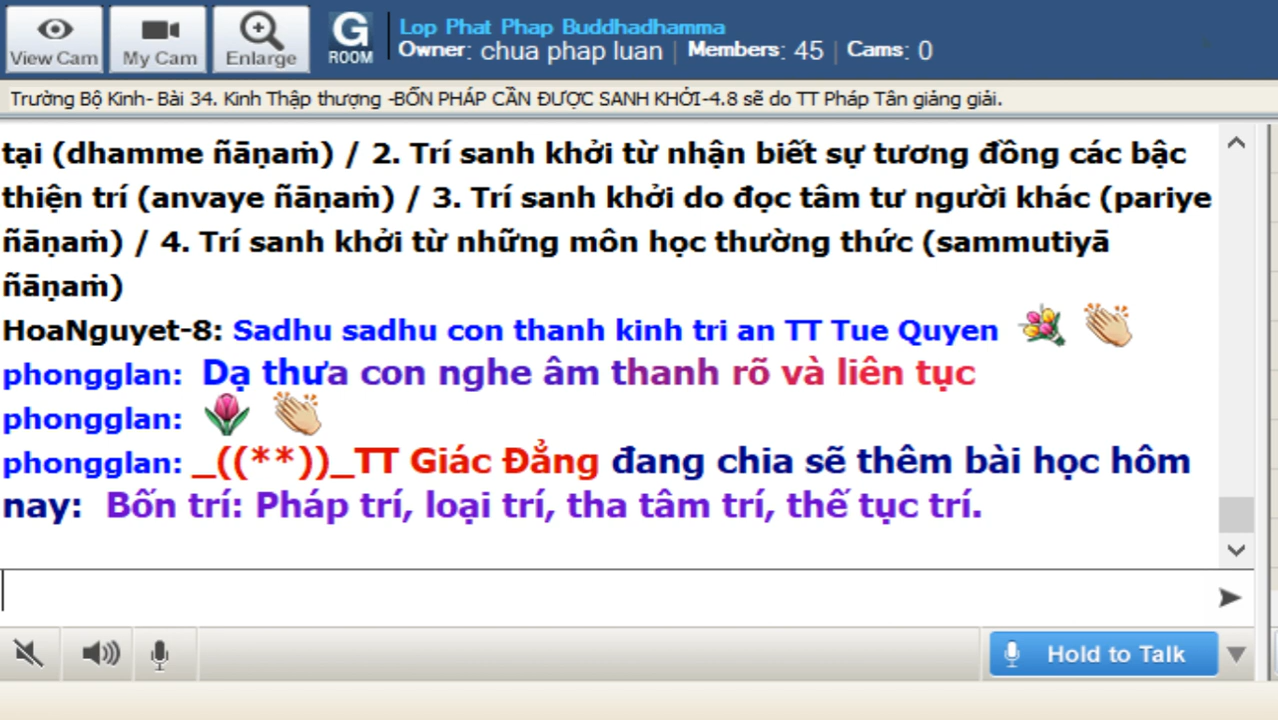 View Cam
My Cam
Enlarge
G
ROOM
Lop Phat Phap Buddhadhamma
Owner: chua phap luan | Members: 45 | Cams: 0
Trường Bộ Kinh- Bài 34. Kinh Thập thượng -BỐN PHÁP CẦN ĐƯỢC SANH KHỞI-4.8 sẽ do TT Pháp Tân giảng giải.
tại (dhamme ñāṇaṁ) / 2. Trí sanh khởi từ nhận biết sự tương đồng các bậc
thiện trí (anvaye ñāṇaṁ) / 3. Trí sanh khởi do đọc tâm tư người khác (pariye
ñāṇaṁ) / 4. Trí sanh khởi từ những môn học thường thức (sammutiyā
ñāṇaṁ)
HoaNguyet-8: Sadhu sadhu con thanh kinh tri an TT Tue Quyen
phongglan: Dạ thưa con nghe âm thanh rõ và liên tục
phongglan:
phongglan: _((**))_TT Giác Đẳng đang chia sẽ thêm bài học hôm
nay: Bốn trí: Pháp trí, loại trí, tha tâm trí, thế tục trí.
Hold to Talk